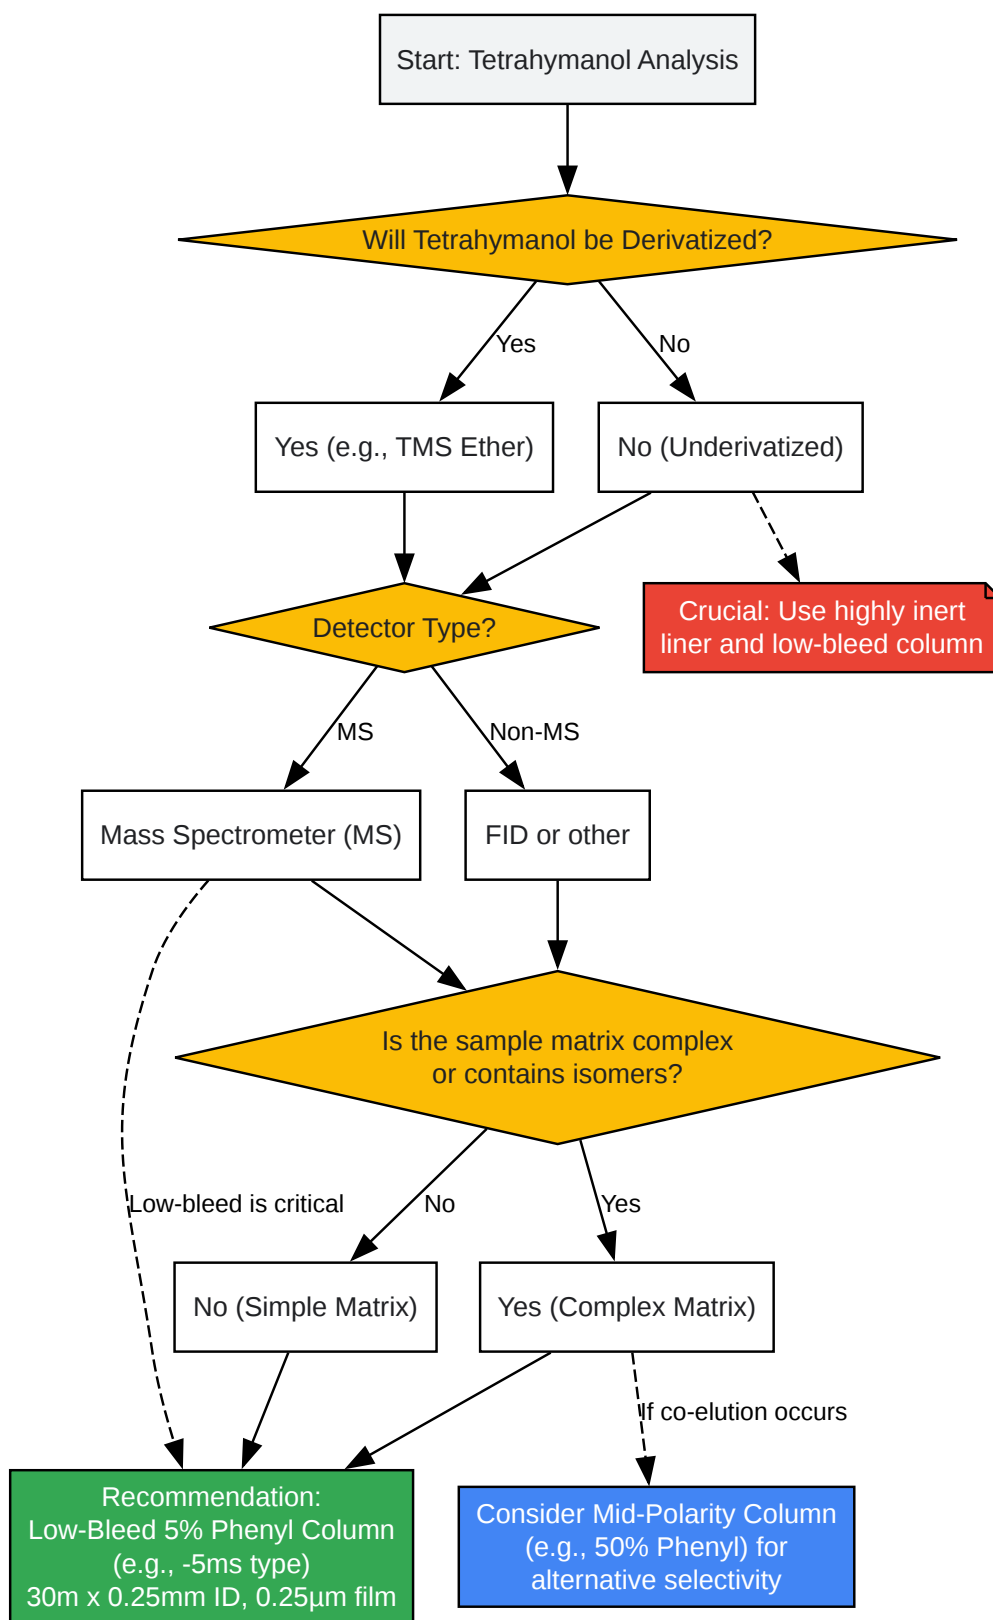 Start: Tetrahymanol Analysis
Will Tetrahymanol be Derivatized?
Yes
No
Yes (e.g., TMS Ether)
No (Underivatized)
Detector Type?
Crucial: Use highly inert
liner and low-bleed column
MS
Non-MS
Mass Spectrometer (MS)
FID or other
Is the sample matrix complex
or contains isomers?
Low-bleed is critical
No
Yes
No (Simple Matrix)
Yes (Complex Matrix)
If co-elution occurs
Recommendation:
Low-Bleed 5% Phenyl Column
(e.g., -5ms type)
30m x 0.25mm ID, 0.25µm film
Consider Mid-Polarity Column
(e.g., 50% Phenyl) for
alternative selectivity